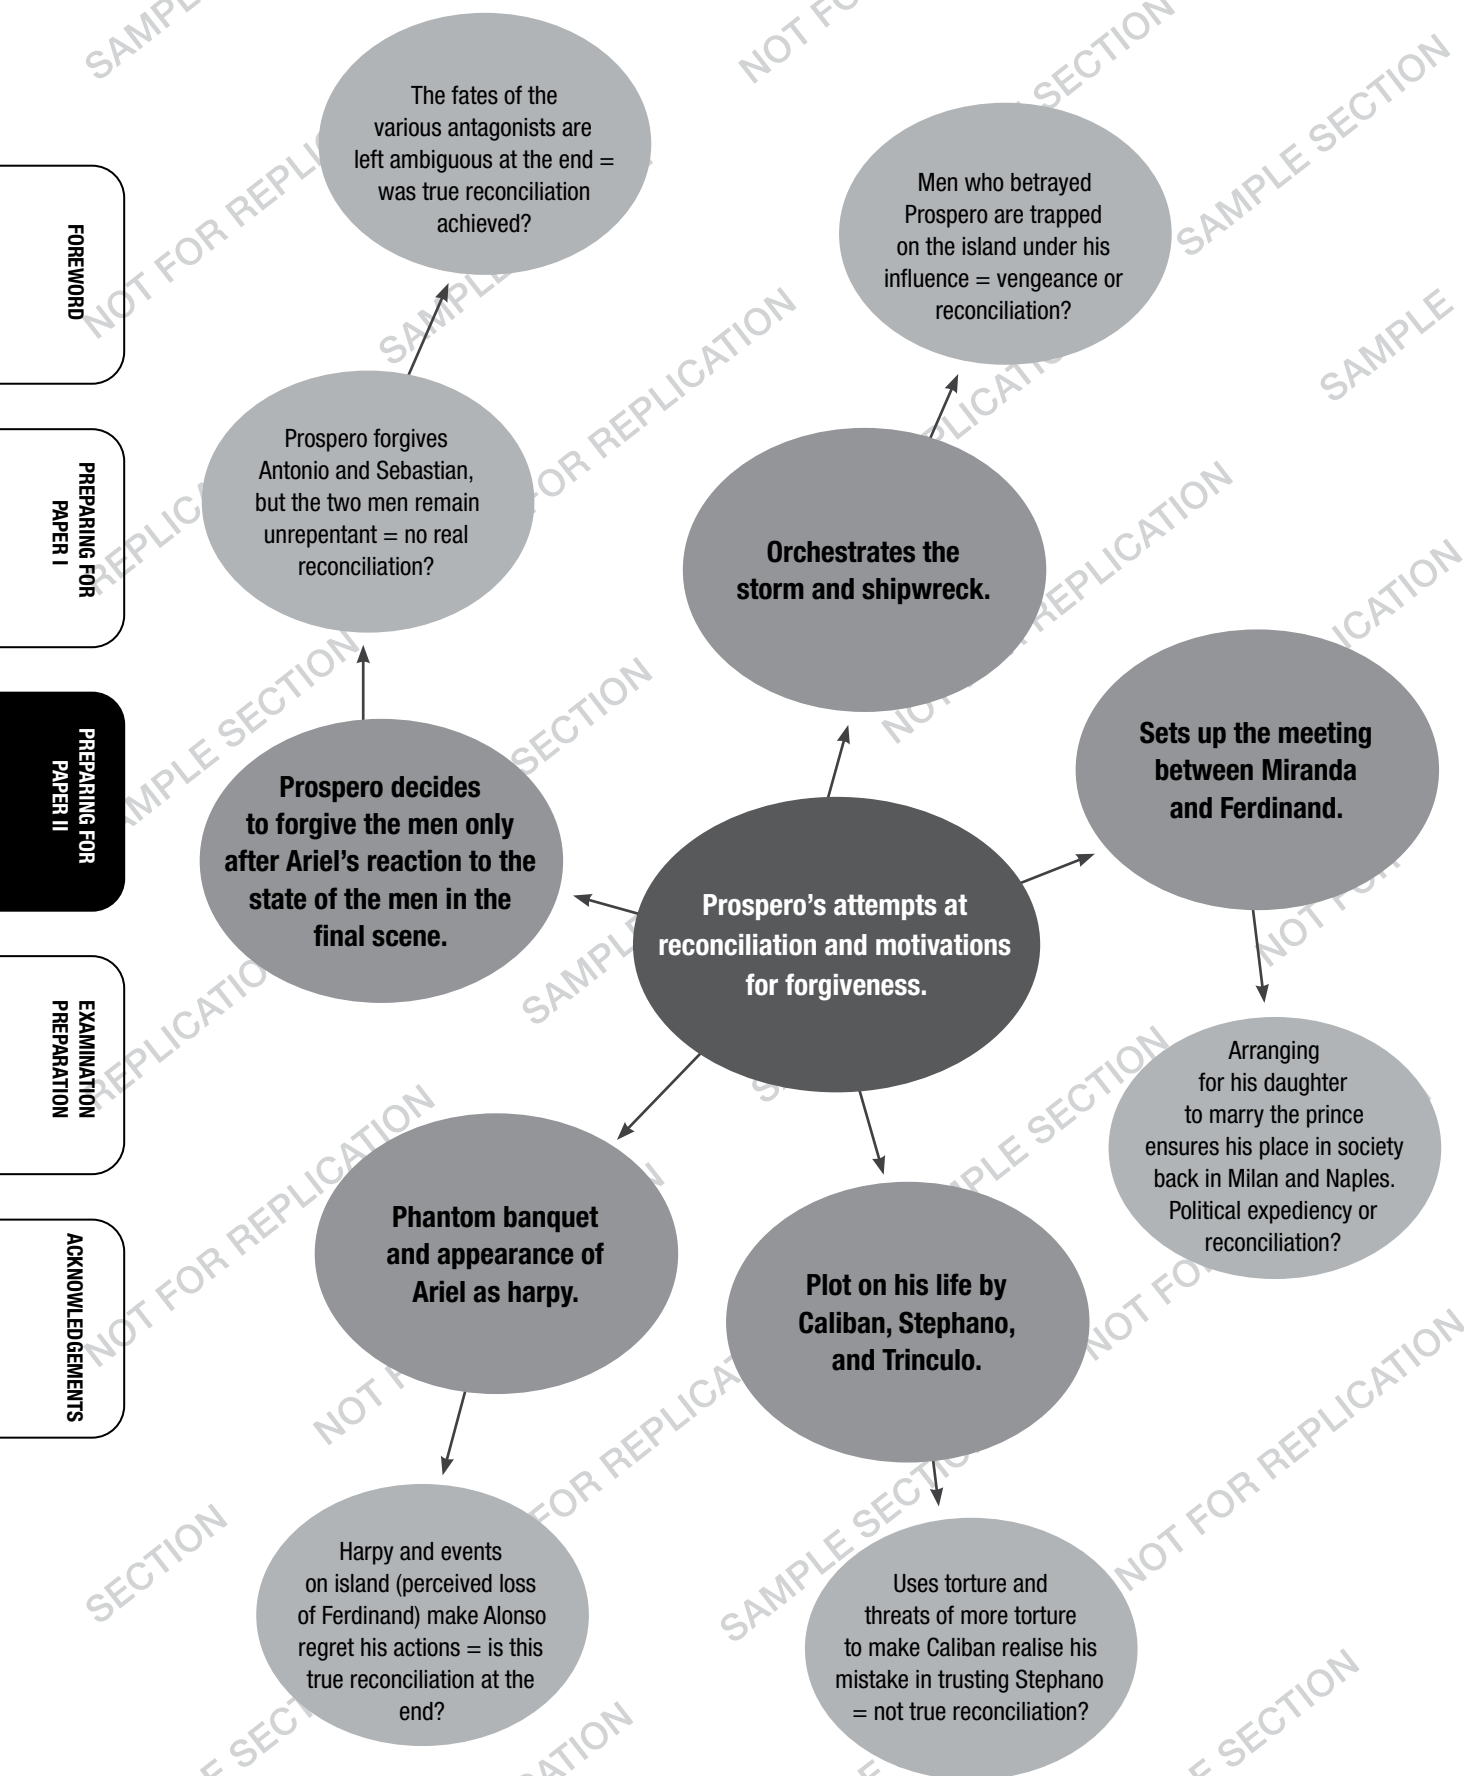 FOREWORD
PREPARING FOR
PAPER I
PREPARING FOR
PAPER II
EXAMINATION
PREPARATION
ACKNOWLEDGEMENTS
The fates of the
various antagonists are
left ambiguous at the end =
was true reconciliation
achieved?
Men who betrayed
Prospero are trapped
on the island under his
influence = vengeance or
reconciliation?
Prospero forgives
Antonio and Sebastian,
but the two men remain
unrepentant = no real
reconciliation?
Orchestrates the
storm and shipwreck.
Sets up the meeting
between Miranda
and Ferdinand.
Prospero decides
to forgive the men only
after Ariel’s reaction to the
state of the men in the
final scene.
Prospero’s attempts at
reconciliation and motivations
for forgiveness.
Arranging
for his daughter
to marry the prince
ensures his place in society
back in Milan and Naples.
Political expediency or
reconciliation?
Phantom banquet
and appearance of
Ariel as harpy.
Plot on his life by
Caliban, Stephano,
and Trinculo.
Harpy and events
on island (perceived loss
of Ferdinand) make Alonso
regret his actions = is this
true reconciliation at the
end?
Uses torture and
threats of more torture
to make Caliban realise his
mistake in trusting Stephano
= not true reconciliation?
SAMPLE SECTION
NOT FOR REPLICATION